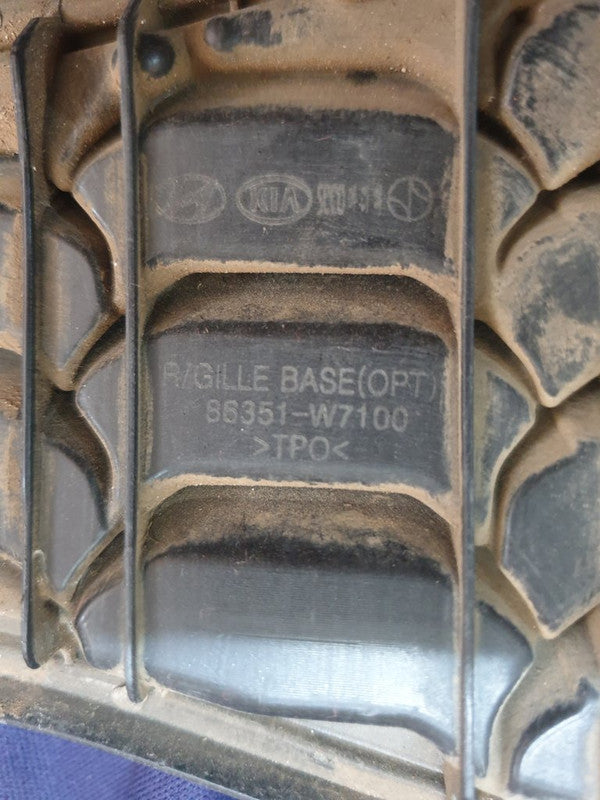 KIA
R/GILLE BASE(OPT)
86351-W7100
>TPO<